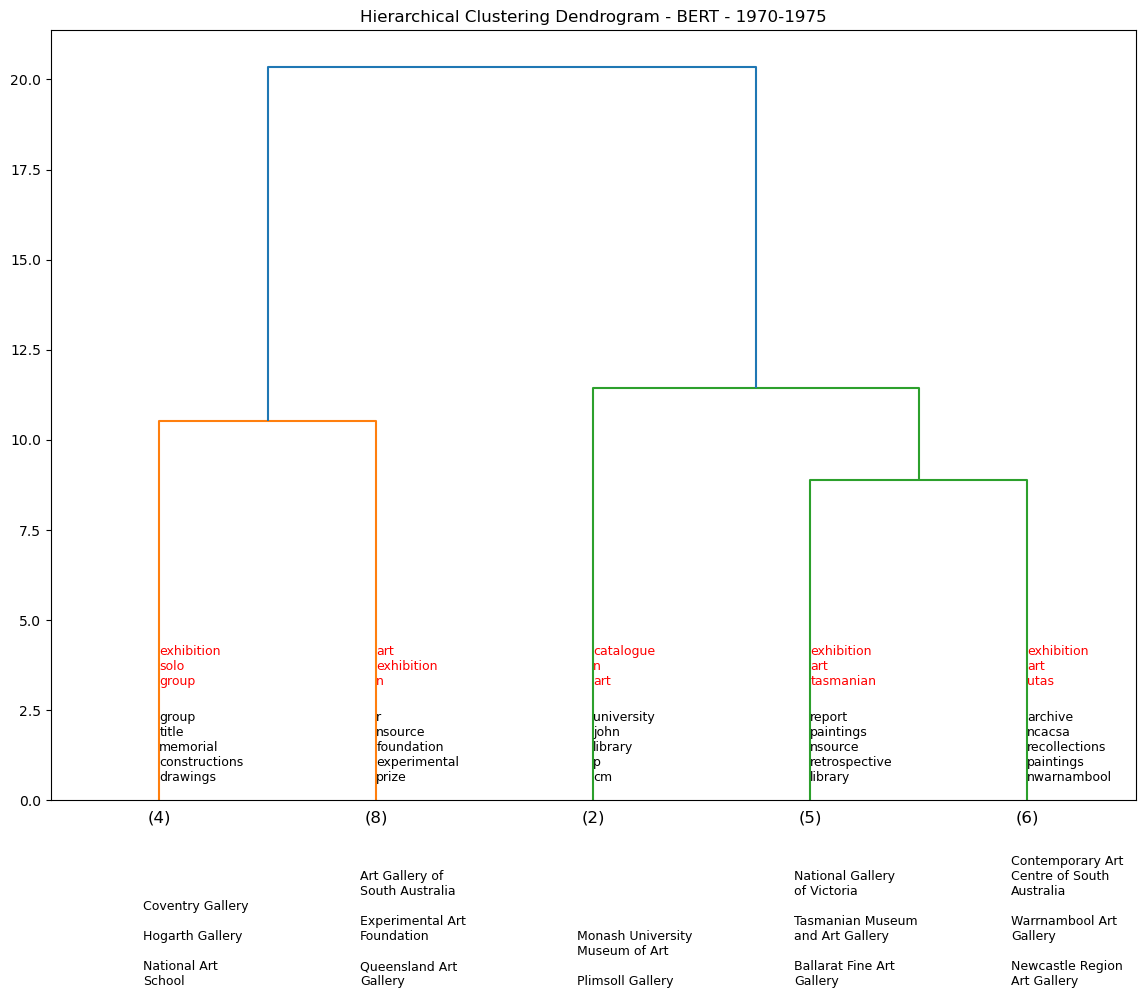 Hierarchical Clustering Dendrogram - BERT - 1970-1975
20.0
17.5
15.0
12.5
10.0
7.5
5.0
2.5
0.0
exhibition
solo
group
group
title
memorial
constructions
drawings
art
exhibition
n
r
nsource
foundation
experimental
prize
catalogue
n
art
university
john
library
p
cm
exhibition
art
tasmanian
report
paintings
nsource
retrospective
library
exhibition
art
utas
archive
ncacsa
recollections
paintings
nwarnambool
(4)
(8)
(2)
(5)
(6)
Coventry Gallery
Hogarth Gallery
National Art
School
Art Gallery of
South Australia
Experimental Art
Foundation
Queensland Art
Gallery
Monash University
Museum of Art
Plimsoll Gallery
National Gallery
of Victoria
Tasmanian Museum
and Art Gallery
Ballarat Fine Art
Gallery
Contemporary Art
Centre of South
Australia
Warrnambool Art
Gallery
Newcastle Region
Art Gallery